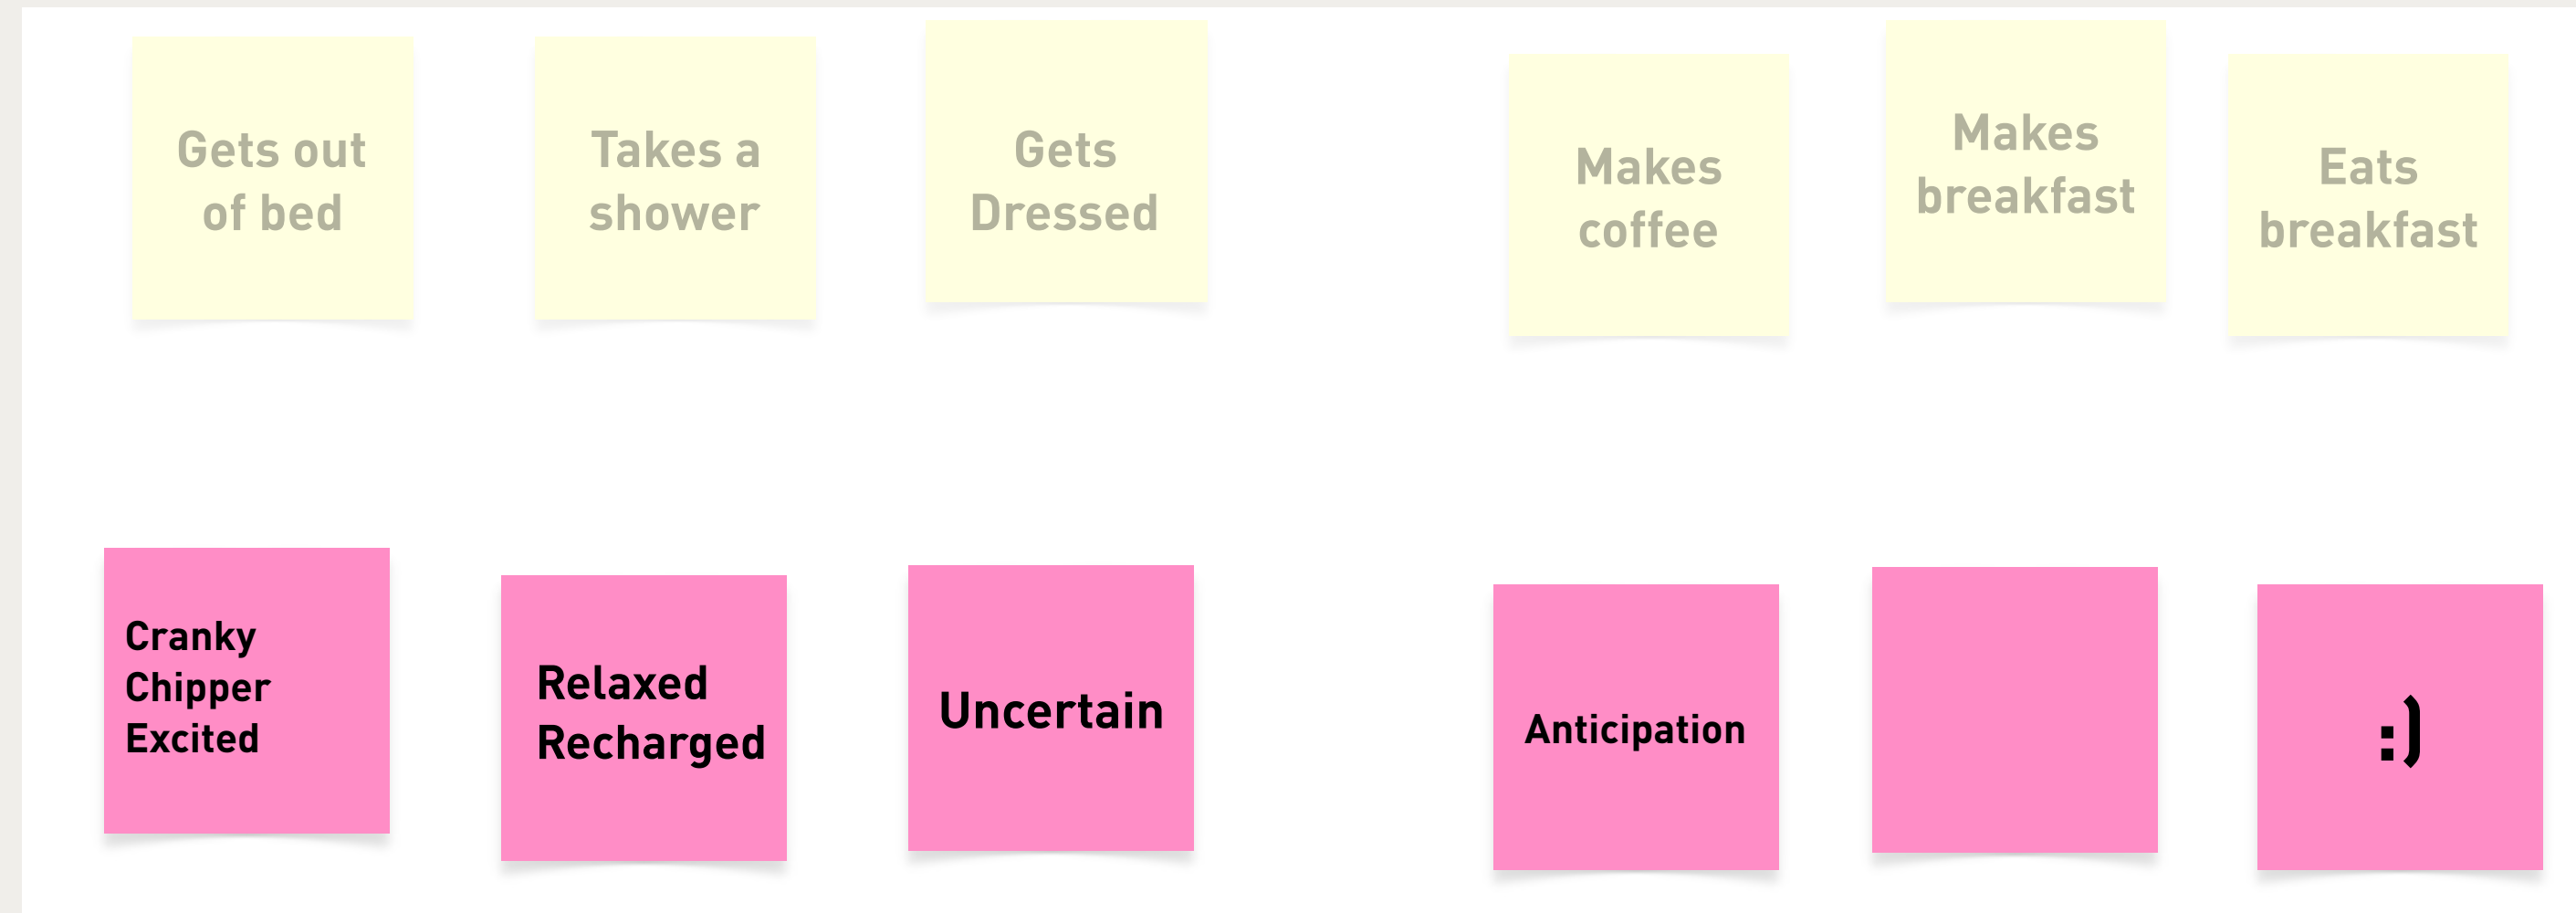 Gets out
of bed
Takes a
shower
Gets
Dressed
Makes
coffee
Makes
breakfast
Eats
breakfast
Cranky
Chipper
Excited
Relaxed
Recharged
Uncertain
Anticipation
:)